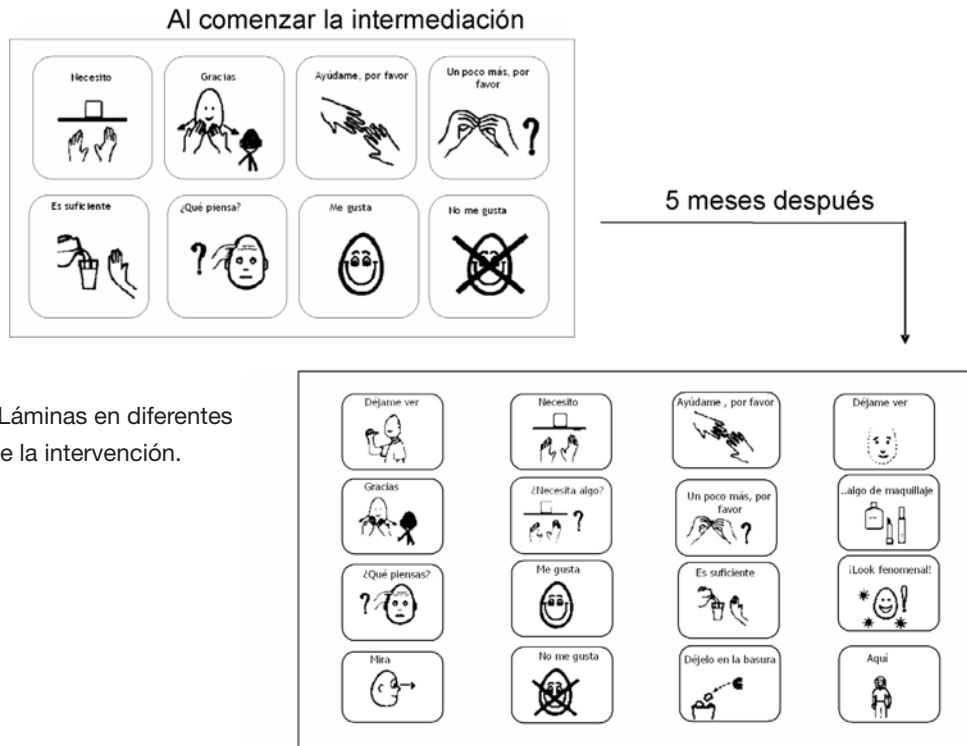 Al comenzar la intermediación
Necesito
Gracias
Ayúdame, por favor
Un poco más, por
favor
?
Es suficiente
¿Qué piensa?
Me gusta
No me gusta
?
5 meses después
Láminas en diferentes
e la intervención.
Déjame ver
Necesito
Ayúdame , por favor
Déjame ver
Gracias
¿Necesita algo?
?
Un poco más, por
favor
?
..algo de maquillaje
¿Qué piensas?
?
Me gusta
Es suficiente
¡Look fenomenal!
!
Mira
No me gusta
Déjelo en la basura
Aquí